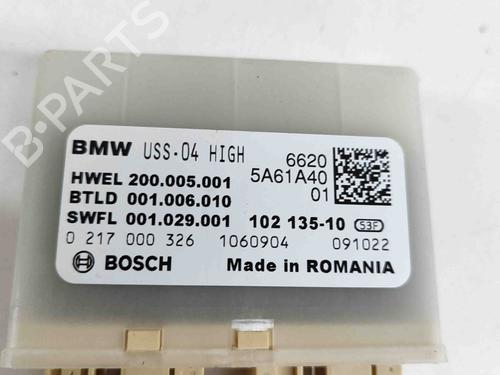 B-PARTS
BMW USS-04 HIGH 6620
HWEL 200.005.001 5A61A40
BTLD 001.006.010 01
SWFL 001.029.001 102 135-10 S3F
0 217 000 326 1060904 091022
BOSCH Made in ROMANIA